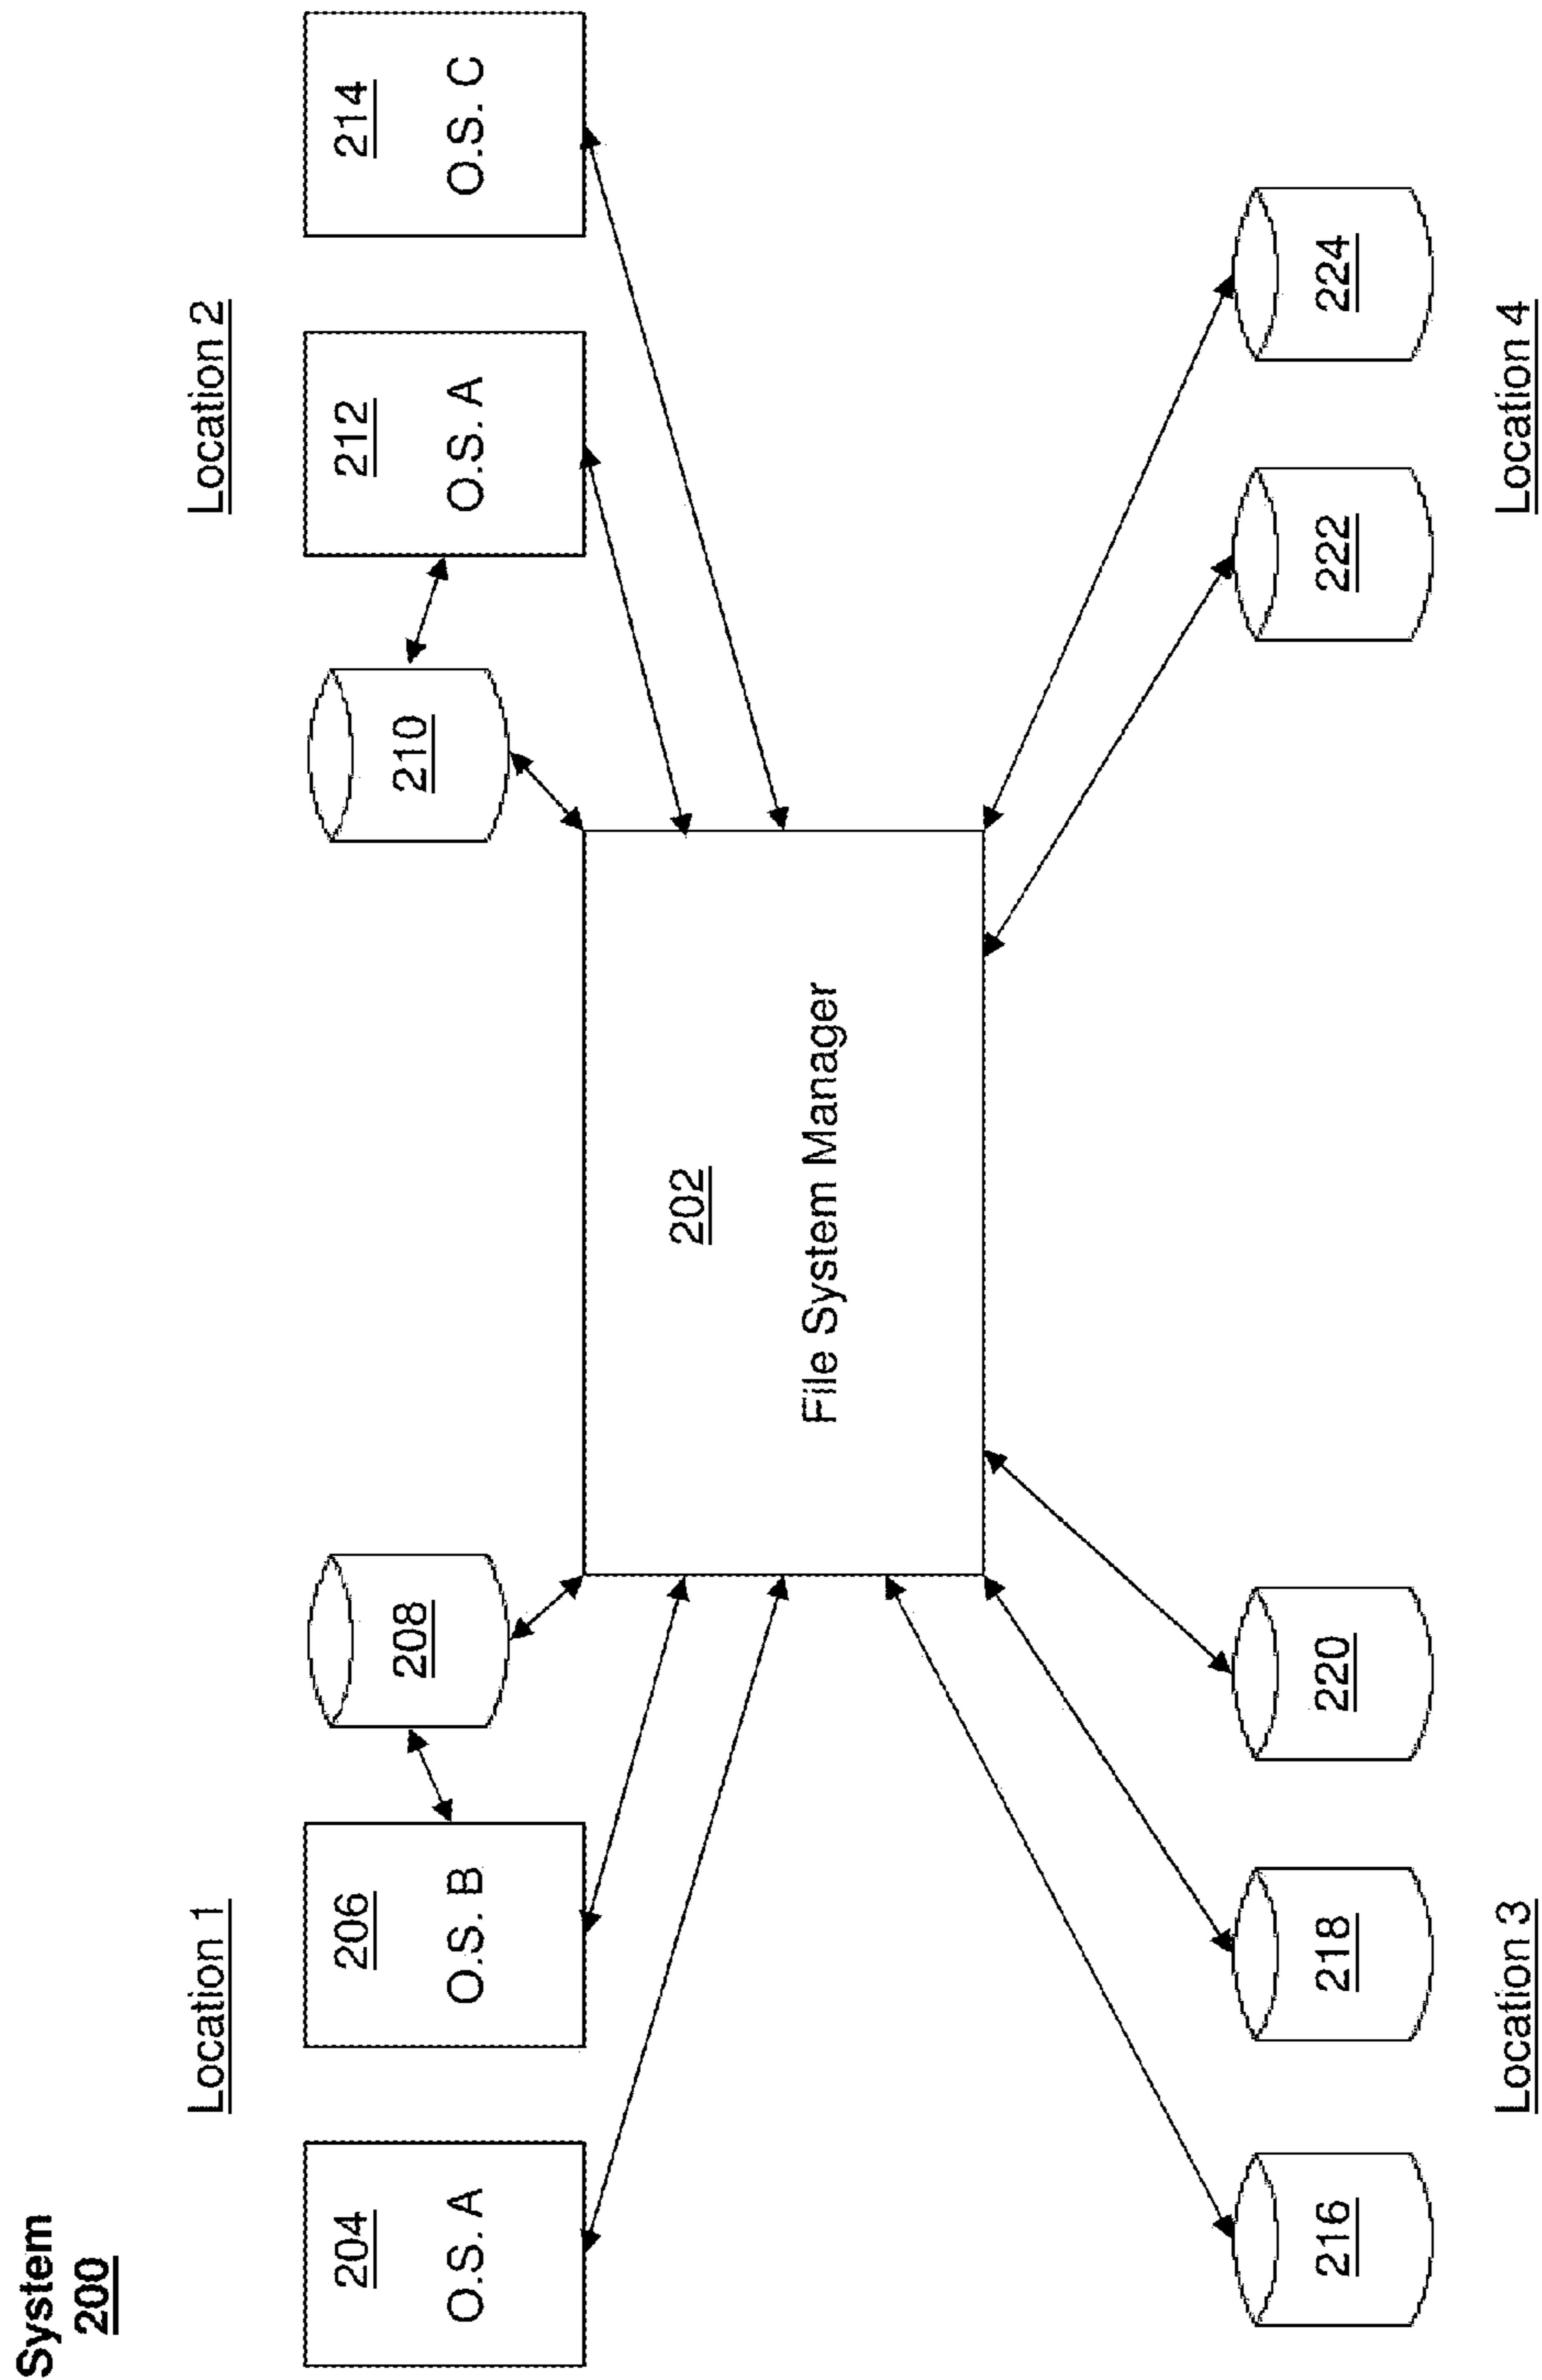 System
200
Location 1
Location 2
204
O.S. A
206
O.S. B
208
210
212
O.S. A
214
O.S. C
202
File System Manager
216
218
220
222
224
Location 3
Location 4